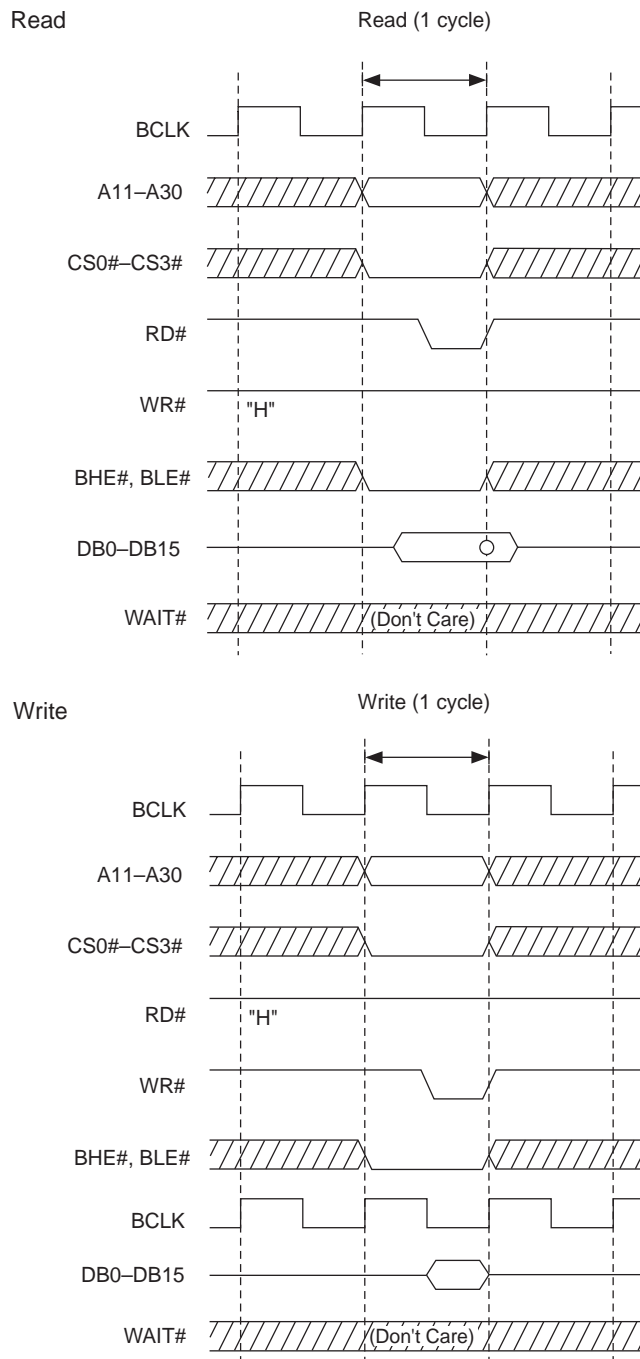 Read
Read (1 cycle)
BCLK
A11–A30
CS0#–CS3#
RD#
WR#
"H"
BHE#, BLE#
DB0–DB15
WAIT#
(Don't Care)
Write
Write (1 cycle)
BCLK
A11–A30
CS0#–CS3#
RD#
"H"
WR#
BHE#, BLE#
BCLK
DB0–DB15
WAIT#
(Don't Care)